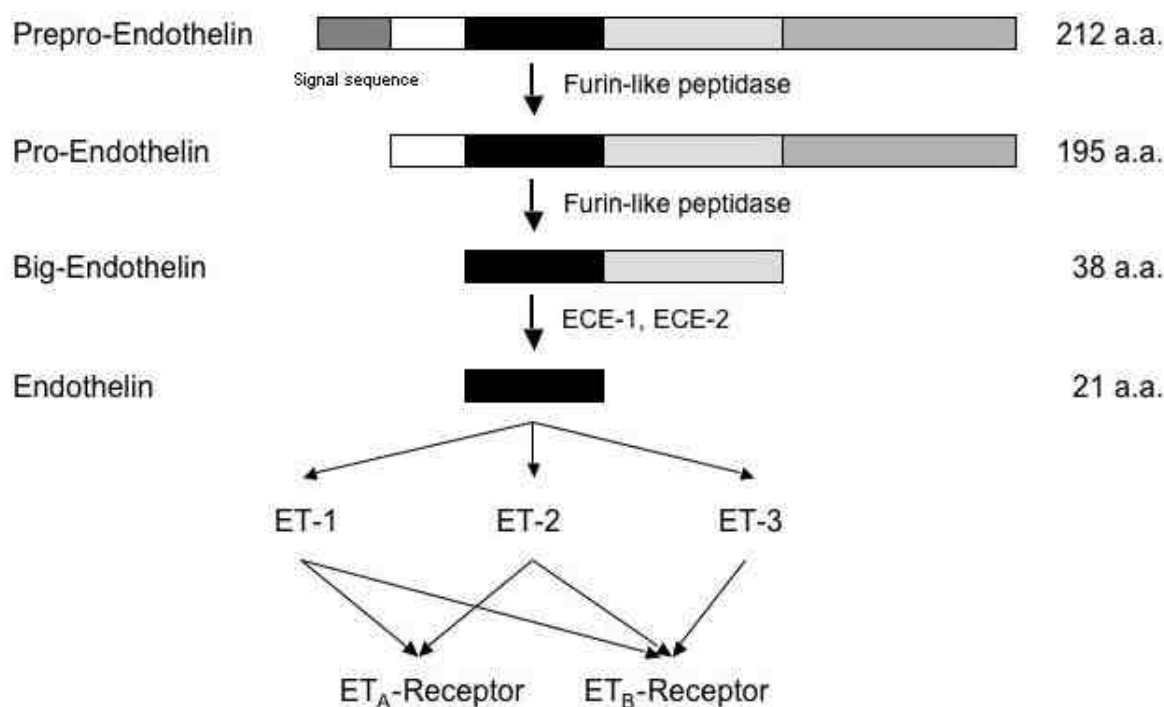 Prepro-Endothelin 212 a.a.
Signal sequence
Furin-like peptidase
Pro-Endothelin 195 a.a.
Furin-like peptidase
Big-Endothelin 38 a.a.
ECE-1, ECE-2
Endothelin 21 a.a.
ET-1 ET-2 ET-3
ETA-Receptor ETB-Receptor